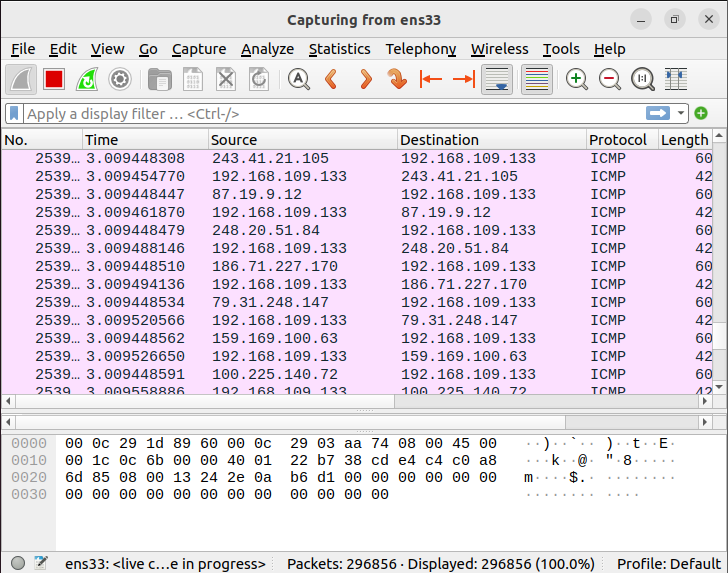 Capturing from ens33
File Edit View Go Capture Analyze Statistics Telephony Wireless Tools Help
Apply a display filter … <Ctrl-/>
No. Time Source Destination Protocol Length
2539… 3.009448308 243.41.21.105 192.168.109.133 ICMP 60
2539… 3.009454770 192.168.109.133 243.41.21.105 ICMP 42
2539… 3.009448447 87.19.9.12 192.168.109.133 ICMP 60
2539… 3.009461870 192.168.109.133 87.19.9.12 ICMP 42
2539… 3.009448479 248.20.51.84 192.168.109.133 ICMP 60
2539… 3.009488146 192.168.109.133 248.20.51.84 ICMP 42
2539… 3.009448510 186.71.227.170 192.168.109.133 ICMP 60
2539… 3.009494136 192.168.109.133 186.71.227.170 ICMP 42
2539… 3.009448534 79.31.248.147 192.168.109.133 ICMP 60
2539… 3.009520566 192.168.109.133 79.31.248.147 ICMP 42
2539… 3.009448562 159.169.100.63 192.168.109.133 ICMP 60
2539… 3.009526650 192.168.109.133 159.169.100.63 ICMP 42
2539… 3.009448591 100.225.140.72 192.168.109.133 ICMP 60
2539… 3.009558886 192.168.109.133 100.225.140.72 ICMP 42
0000 00 0c 29 1d 89 60 00 0c 29 03 aa 74 08 00 45 00 ··)··`·· )··t··E·
0010 00 1c 0c 6b 00 00 40 01 22 b7 38 cd e4 c4 c0 a8 ···k··@· "·8·····
0020 6d 85 08 00 13 24 2e 0a b6 d1 00 00 00 00 00 00 m····$.· ········
0030 00 00 00 00 00 00 00 00 00 00 00 00 ········ ····
ens33: <live c…e in progress> Packets: 296856 · Displayed: 296856 (100.0%) Profile: Default